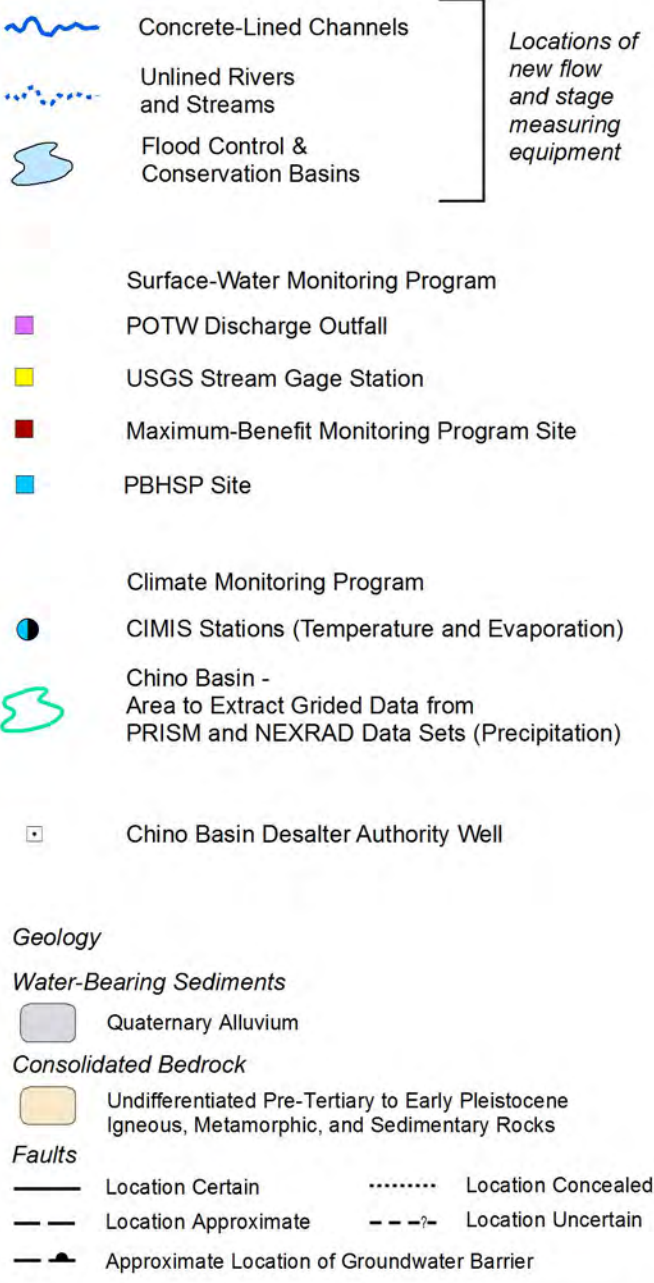 Concrete-Lined Channels
Unlined Rivers
and Streams
Flood Control &
Conservation Basins
Locations of
new flow
and stage
measuring
equipment
Surface-Water Monitoring Program
POTW Discharge Outfall
USGS Stream Gage Station
Maximum-Benefit Monitoring Program Site
PBHSP Site
Climate Monitoring Program
CIMIS Stations (Temperature and Evaporation)
Chino Basin -
Area to Extract Grided Data from
PRISM and NEXRAD Data Sets (Precipitation)
Chino Basin Desalter Authority Well
Geology
Water-Bearing Sediments
Quaternary Alluvium
Consolidated Bedrock
Undifferentiated Pre-Tertiary to Early Pleistocene
Igneous, Metamorphic, and Sedimentary Rocks
Faults
Location Certain
Location Concealed
Location Approximate
?
Location Uncertain
Approximate Location of Groundwater Barrier